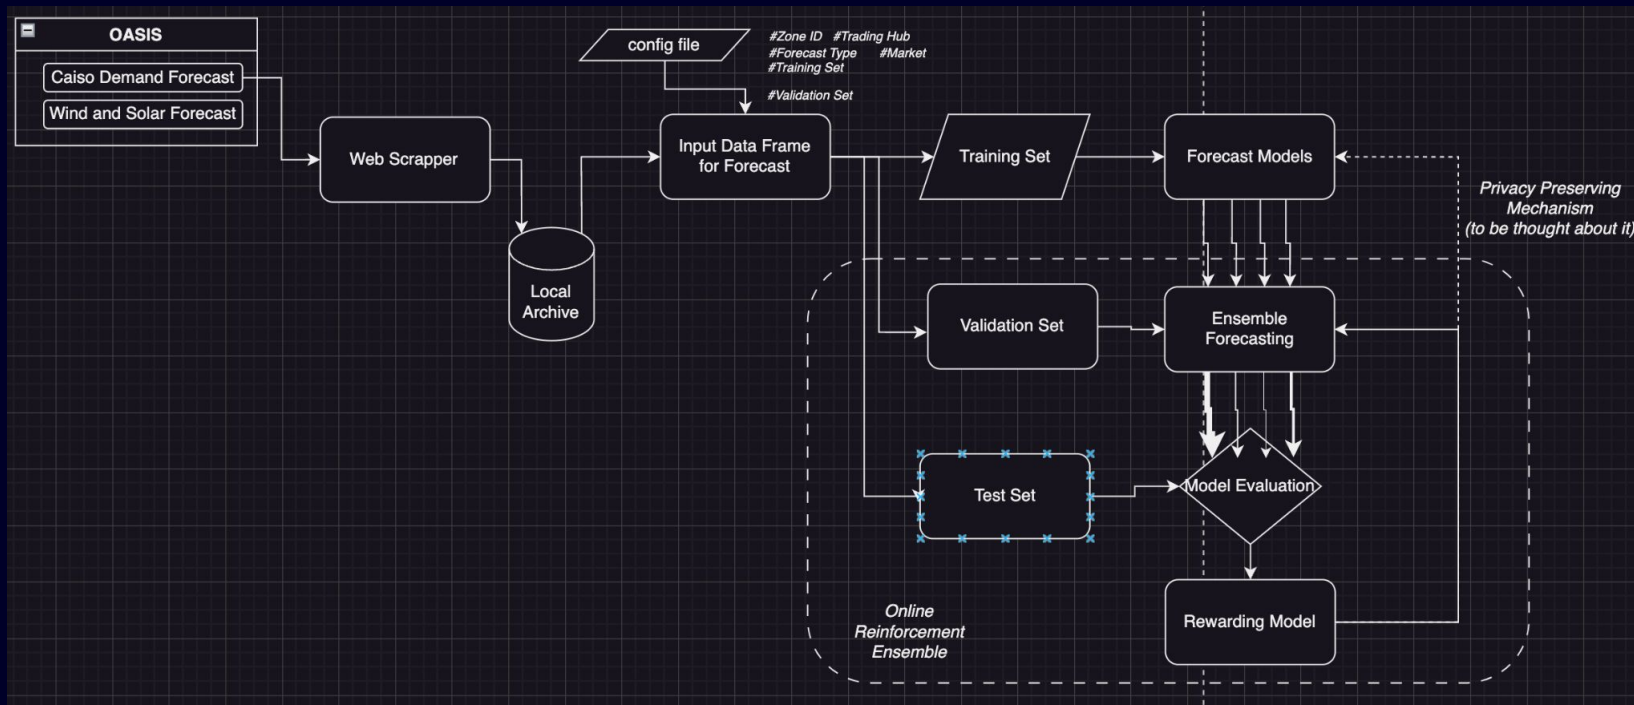 OASIS
Caiso Demand Forecast
Wind and Solar Forecast
Web Scrapper
Local
Archive
config file
#Zone ID #Trading Hub
#Forecast Type #Market
#Training Set
#Validation Set
Input Data Frame
for Forecast
Training Set
Forecast Models
Privacy Preserving
Mechanism
(to be thought about it)
Validation Set
Ensemble
Forecasting
Test Set
Model Evaluation
Rewarding Model
Online
Reinforcement
Ensemble